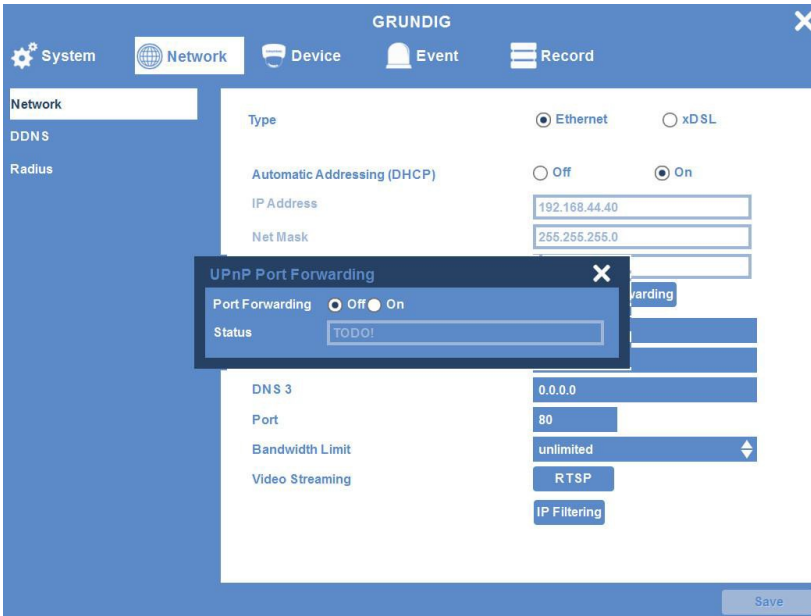 GRUNDIG
System Network Device Event Record
Network
DDNS
Radius
Type Ethernet xDSL
Automatic Addressing (DHCP) Off On
IP Address 192.168.44.40
Net Mask 255.255.255.0
UPnP Port Forwarding
Port Forwarding Off On
Status TODO!
DNS 3 0.0.0.0
Port 80
Bandwidth Limit unlimited
Video Streaming RTSP
IP Filtering
Save